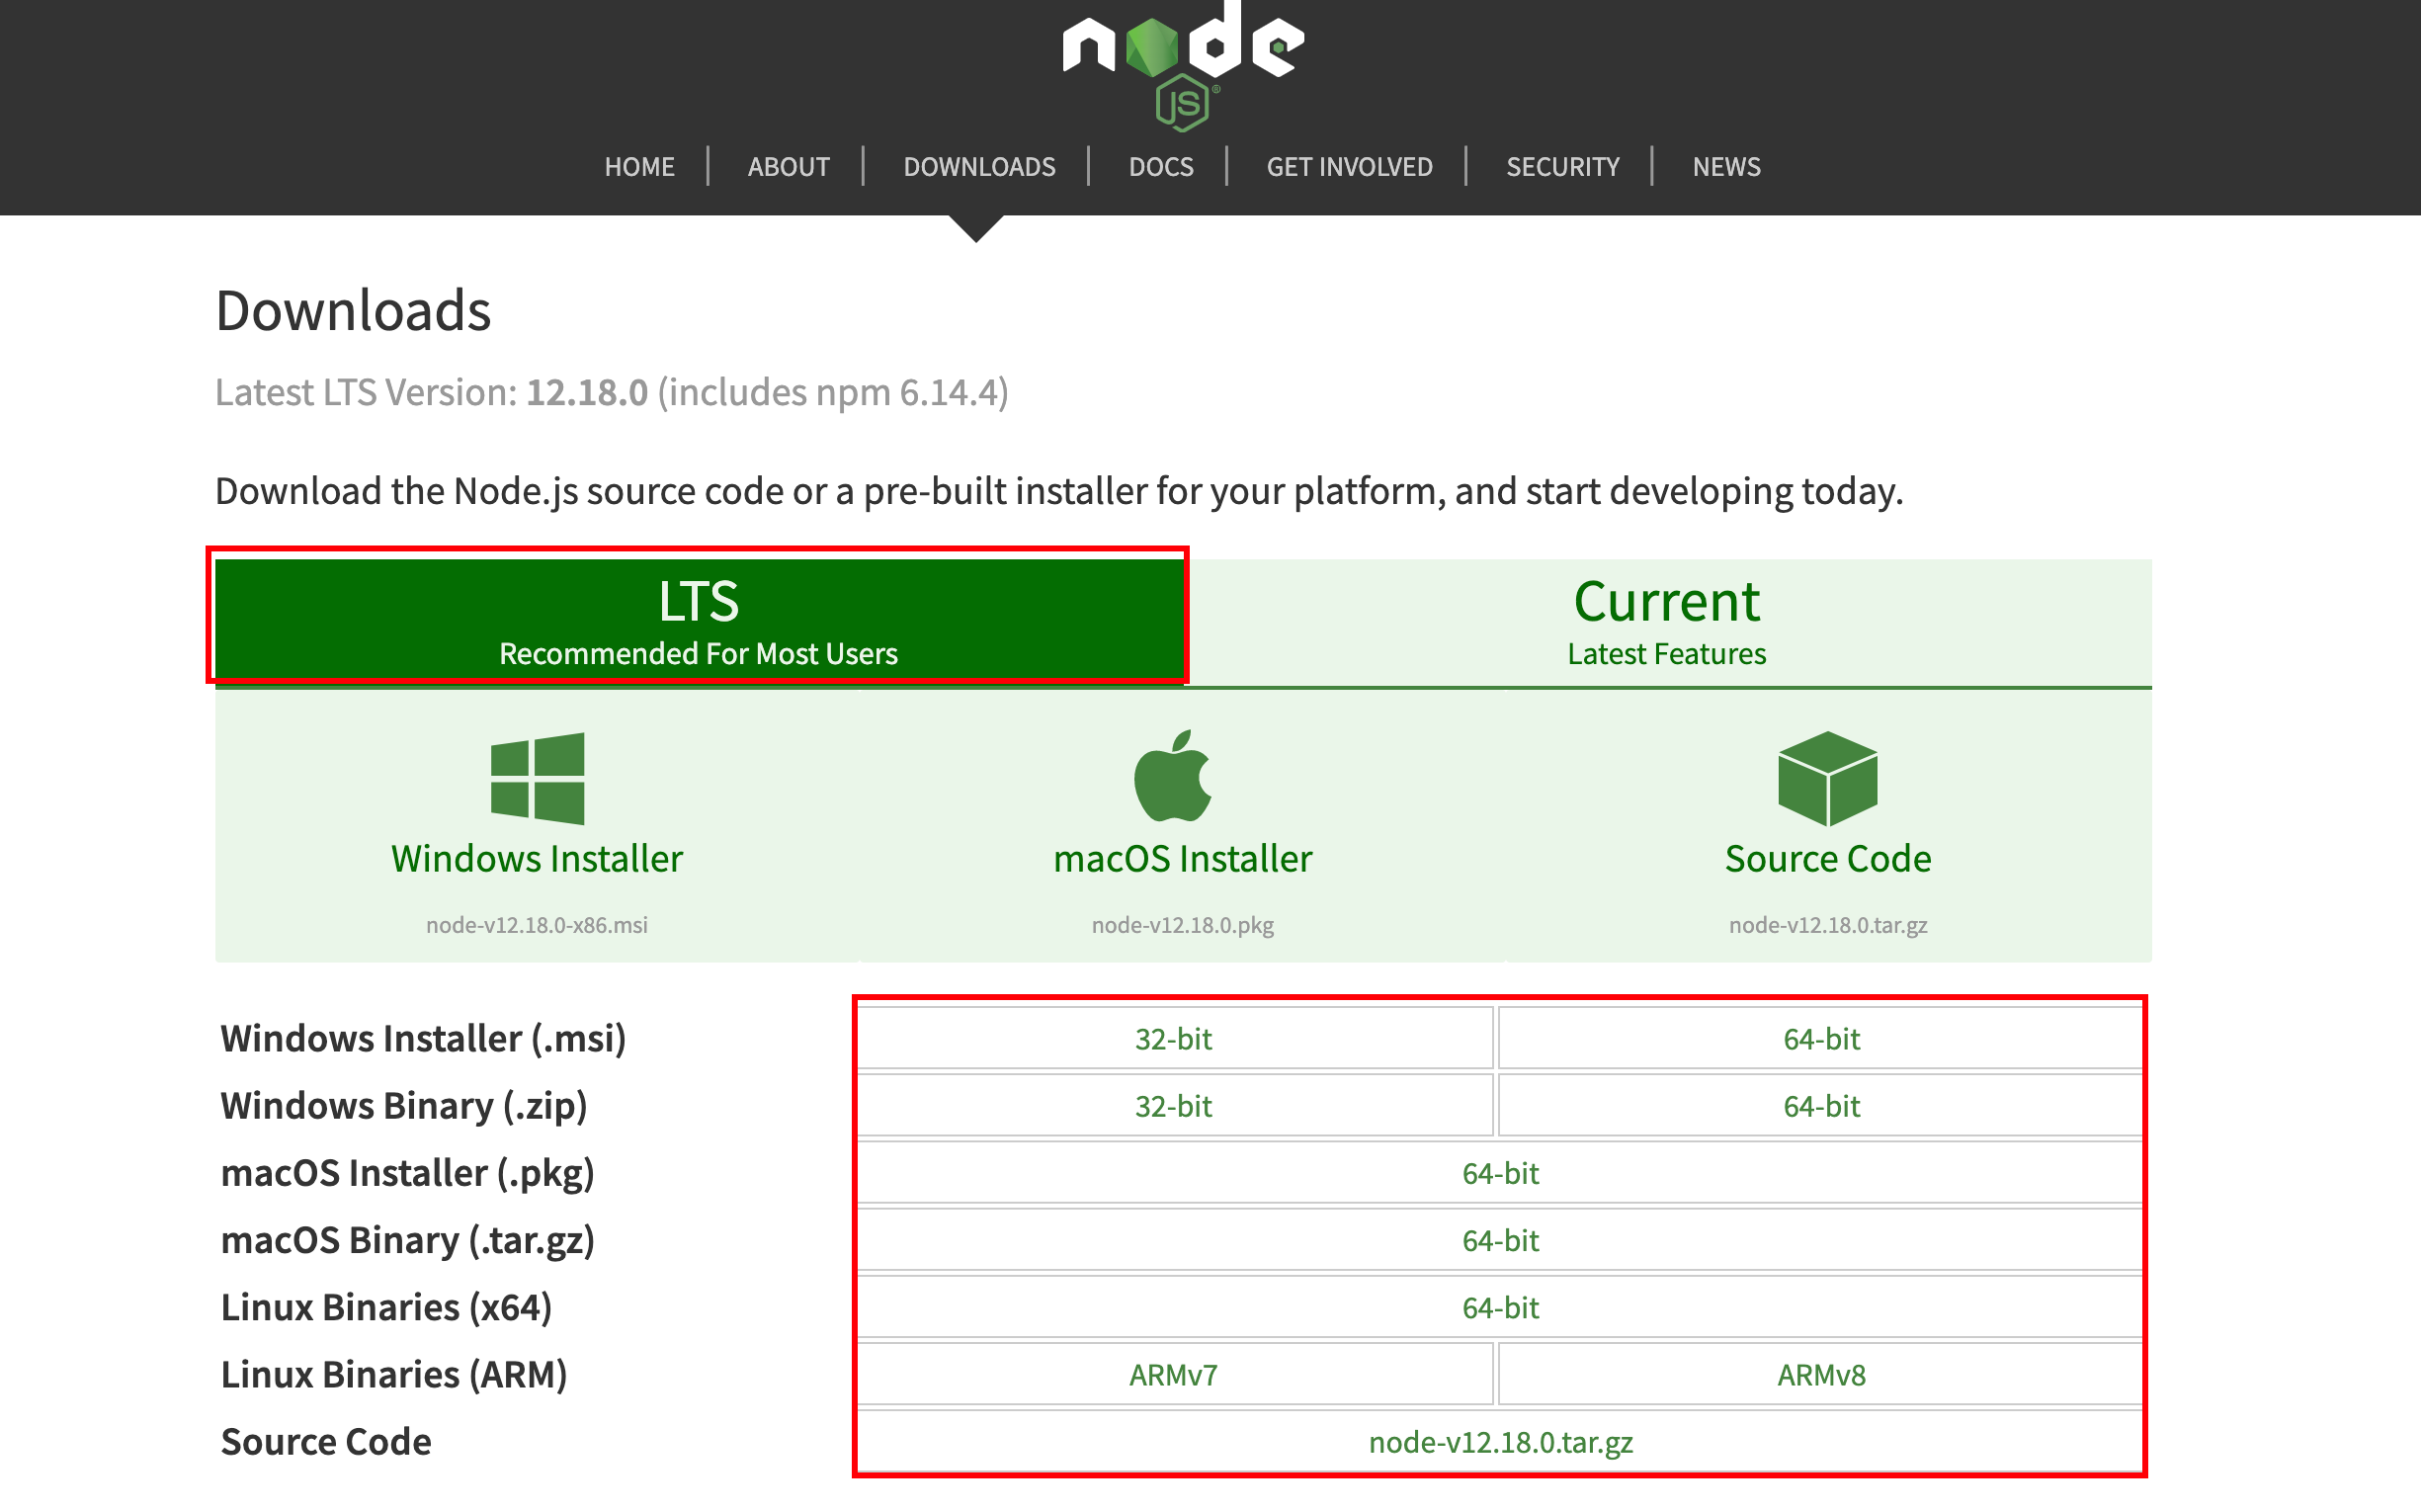 node
JS®
HOME ABOUT DOWNLOADS DOCS GET INVOLVED SECURITY NEWS
Downloads
Latest LTS Version: 12.18.0 (includes npm 6.14.4)
Download the Node.js source code or a pre-built installer for your platform, and start developing today.
LTS Current
Recommended For Most Users Latest Features
Windows Installer macOS Installer Source Code
node-v12.18.0-x86.msi node-v12.18.0.pkg node-v12.18.0.tar.gz
Windows Installer (.msi) 32-bit 64-bit
Windows Binary (.zip) 32-bit 64-bit
macOS Installer (.pkg) 64-bit
macOS Binary (.tar.gz) 64-bit
Linux Binaries (x64) 64-bit
Linux Binaries (ARM) ARMv7 ARMv8
Source Code node-v12.18.0.tar.gz